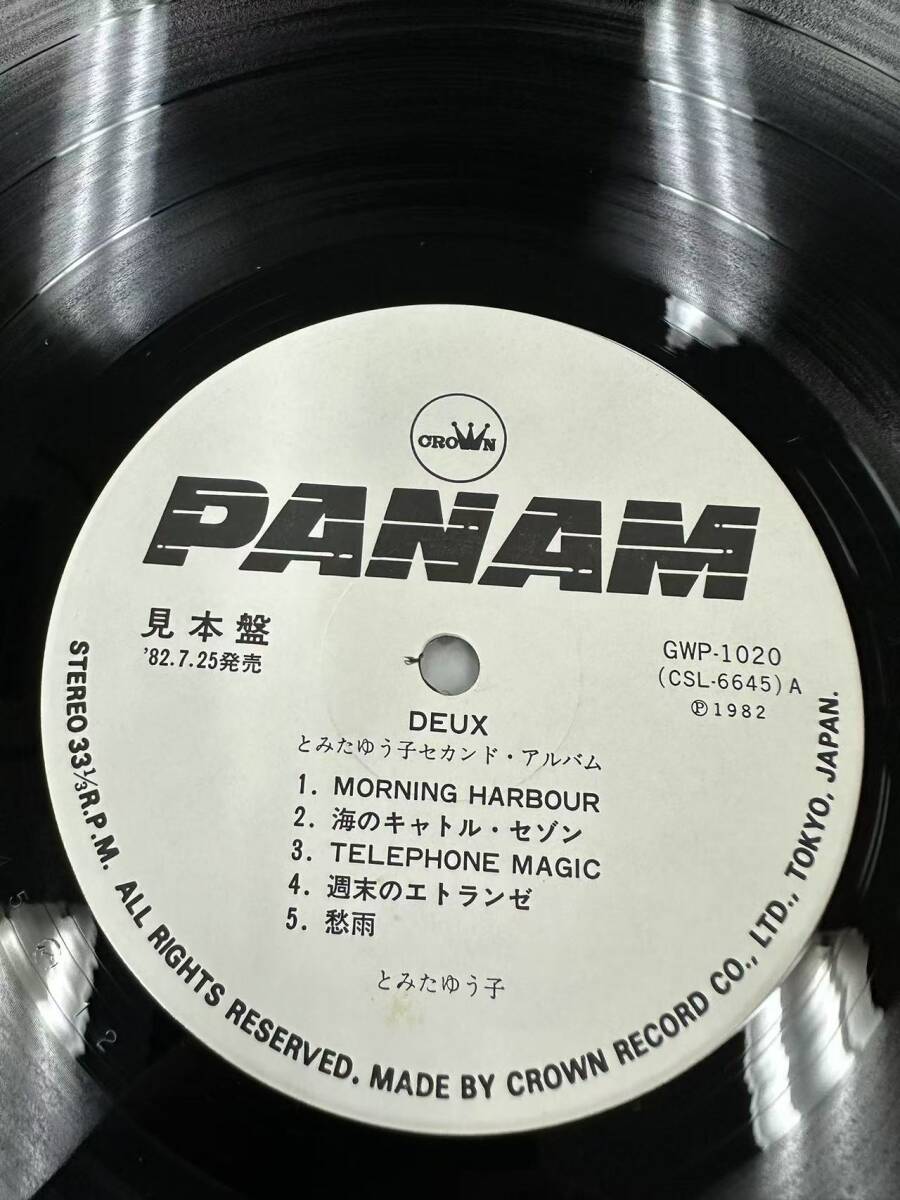 CROWN
PANAM
見本盤
'82.7.25発売
GWP-1020
(CSL-6645) A
Ⓟ1982
DEUX
とみたゆう子セカンド・アルバム
1. MORNING HARBOUR
2. 海のキャトル・セゾン
3. TELEPHONE MAGIC
4. 週末のエトランゼ
5. 愁雨
とみたゆう子
STEREO 33⅓ R.P.M. ALL RIGHTS RESERVED. MADE BY CROWN RECORD CO., LTD., TOKYO, JAPAN.